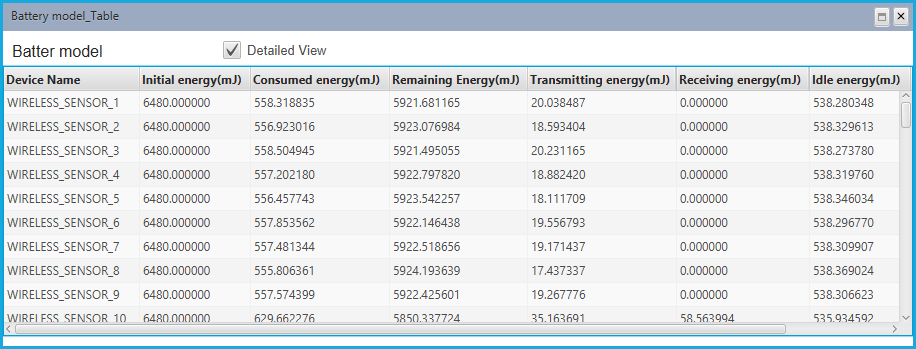 Battery model_Table
Batter model Detailed View
Device Name Initial energy(mJ) Consumed energy(mJ) Remaining Energy(mJ) Transmitting energy(mJ) Receiving energy(mJ) Idle energy(mJ)
WIRELESS_SENSOR_1 6480.000000 558.318835 5921.681165 20.038487 0.000000 538.280348
WIRELESS_SENSOR_2 6480.000000 556.923016 5923.076984 18.593404 0.000000 538.329613
WIRELESS_SENSOR_3 6480.000000 558.504945 5921.495055 20.231165 0.000000 538.273780
WIRELESS_SENSOR_4 6480.000000 557.202180 5922.797820 18.882420 0.000000 538.319760
WIRELESS_SENSOR_5 6480.000000 556.457743 5923.542257 18.111709 0.000000 538.346034
WIRELESS_SENSOR_6 6480.000000 557.853562 5922.146438 19.556793 0.000000 538.296770
WIRELESS_SENSOR_7 6480.000000 557.481344 5922.518656 19.171437 0.000000 538.309907
WIRELESS_SENSOR_8 6480.000000 555.806361 5924.193639 17.437337 0.000000 538.369024
WIRELESS_SENSOR_9 6480.000000 557.574399 5922.425601 19.267776 0.000000 538.306623
WIRELESS_SENSOR_10 6480.000000 629.662276 5850.337724 35.163691 58.563994 535.934592